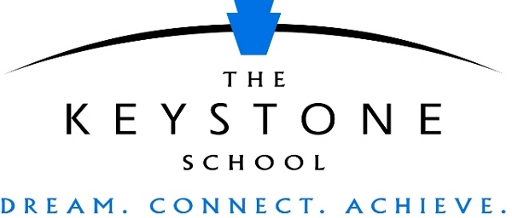 THE
KEYSTONE
SCHOOL
DREAM. CONNECT. ACHIEVE.